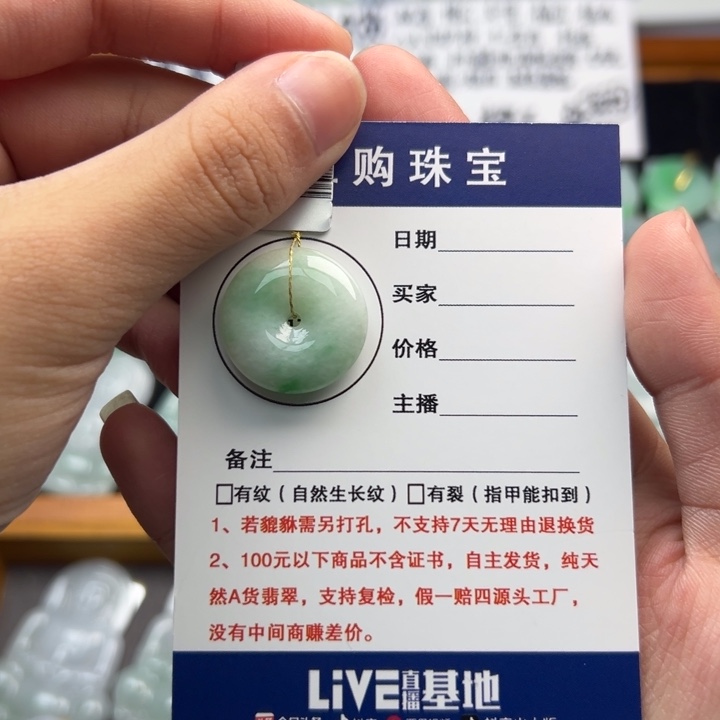 购珠宝
日期
买家
价格
主播
备注
□有纹（自然生长纹）□有裂（指甲能扣到）
1、若貔貅需另打孔，不支持7天无理由退换货
2、100元以下商品不含证书，自主发货，纯天
然A货翡翠，支持复检，假一赔四源头工厂，
没有中间商赚差价。
LiVE直播基地